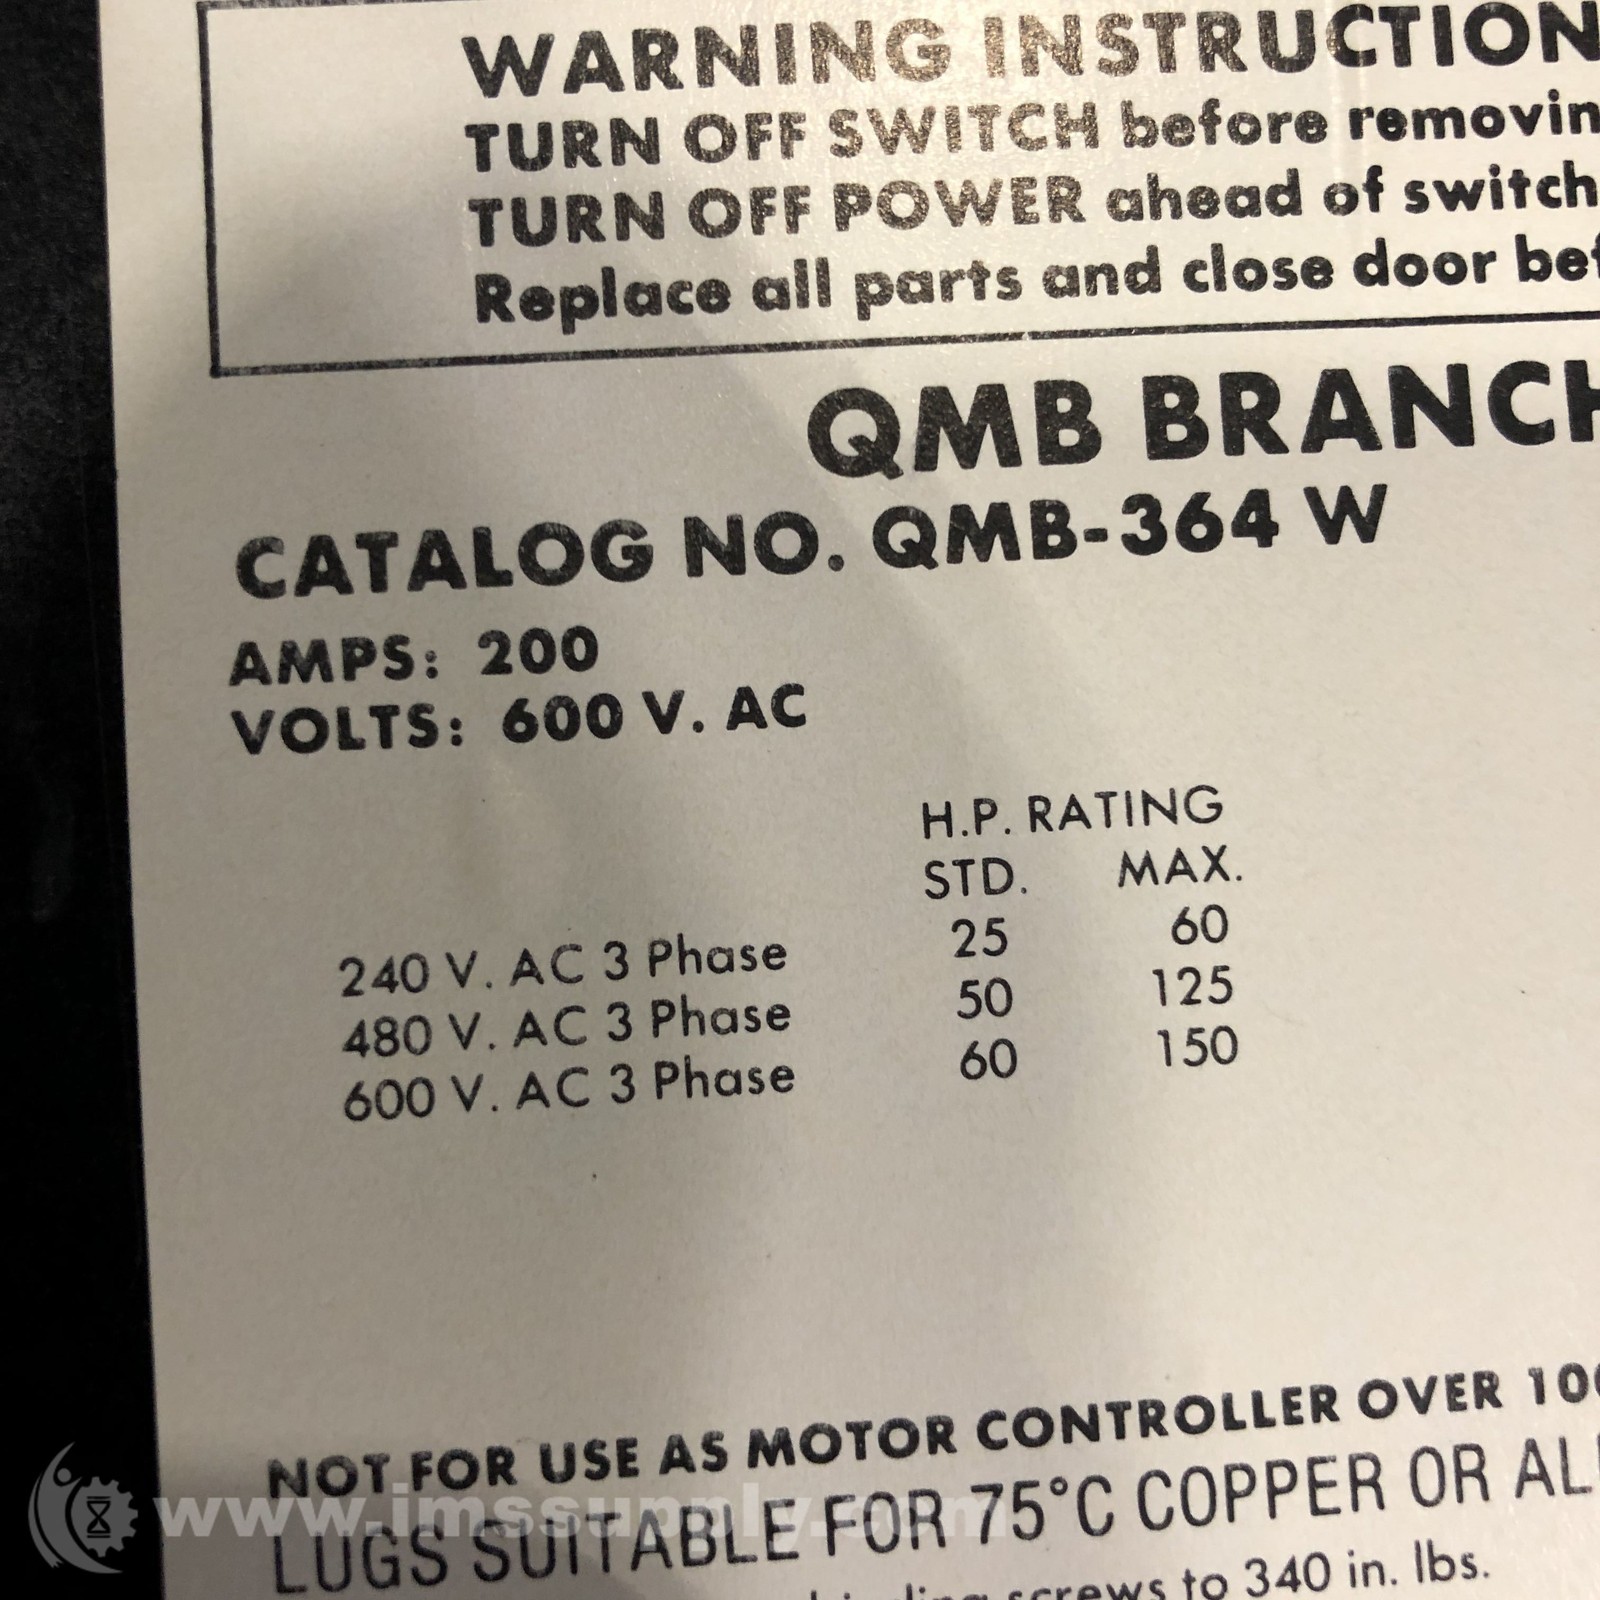 WARNING INSTRUCTION
TURN OFF SWITCH before removin
TURN OFF POWER ahead of switch
Replace all parts and close door bef
QMB BRANCH
CATALOG NO. QMB-364 W
AMPS: 200
VOLTS: 600 V. AC
H.P. RATING
STD. MAX.
240 V. AC 3 Phase 25 60
480 V. AC 3 Phase 50 125
600 V. AC 3 Phase 60 150
NOT FOR USE AS MOTOR CONTROLLER OVER 100
www.imssupply.com
LUGS SUITABLE FOR 75°C COPPER OR AL
screws to 340 in. lbs.